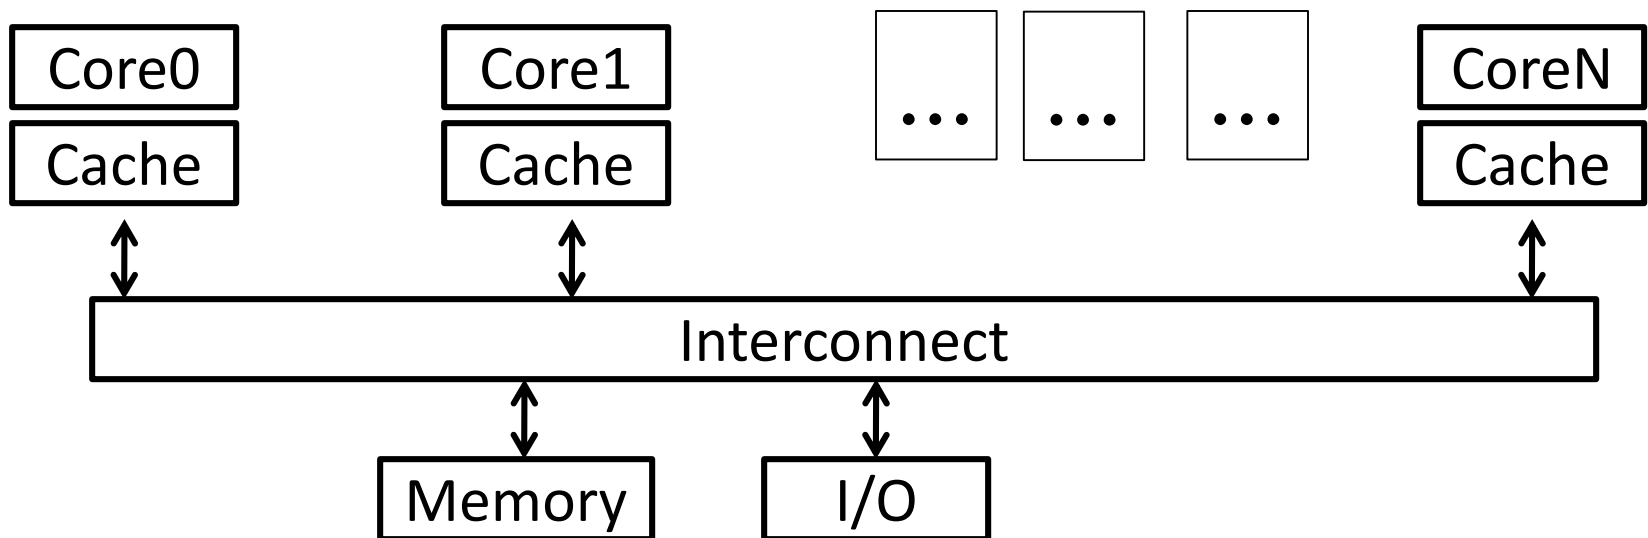 Core0
Core1
CoreN
...
...
...
Cache
Cache
Cache
Interconnect
Memory
I/O